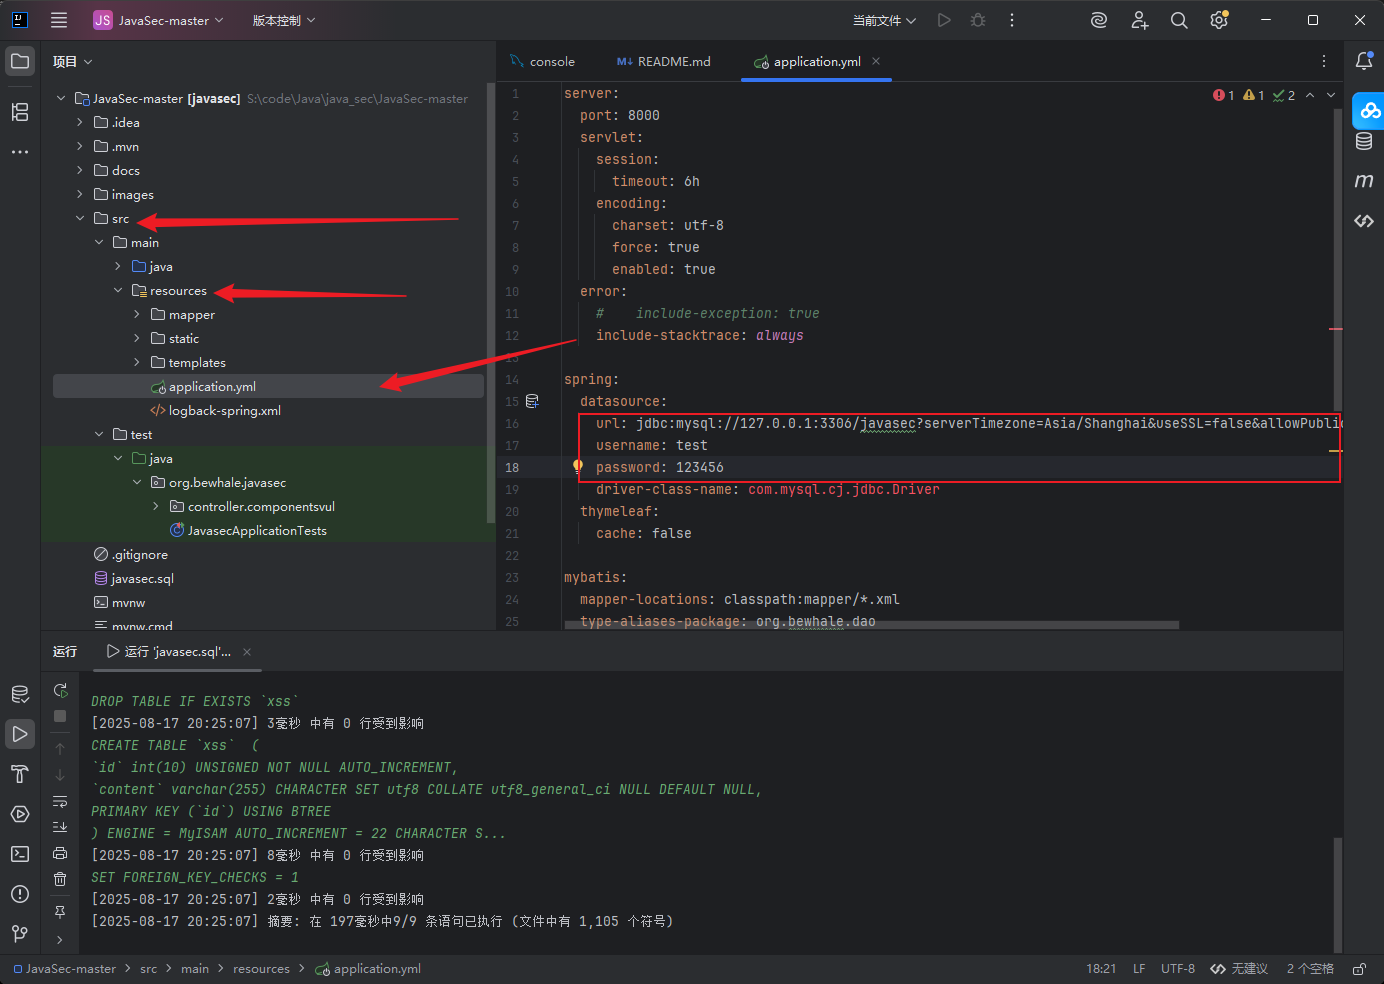 JS JavaSec-master 版本控制 当前文件
项目
JavaSec-master [javasec] S:\code\Java\java_sec\JavaSec-master
.idea
.mvn
docs
images
src
main
java
resources
mapper
static
templates
application.yml
logback-spring.xml
test
java
org.bewhale.javasec
controller.componentsvul
JavasecApplicationTests
.gitignore
javasec.sql
mvnw
mvnw.cmd
console README.md application.yml
1 1 2
1 server:
2 port: 8000
3 servlet:
4 session:
5 timeout: 6h
6 encoding:
7 charset: utf-8
8 force: true
9 enabled: true
10 error:
11 # include-exception: true
12 include-stacktrace: always
13
14 spring:
15 datasource:
16 url: jdbc:mysql://127.0.0.1:3306/javasec?serverTimezone=Asia/Shanghai&useSSL=false&allowPublic
17 username: test
18 password: 123456
19 driver-class-name: com.mysql.cj.jdbc.Driver
20 thymeleaf:
21 cache: false
22
23 mybatis:
24 mapper-locations: classpath:mapper/*.xml
25 type-aliases-package: org.bewhale.dao
运行 运行 'javasec.sql'...
DROP TABLE IF EXISTS `xss`
[2025-08-17 20:25:07] 3毫秒 中有 0 行受到影响
CREATE TABLE `xss`  (
`id` int(10) UNSIGNED NOT NULL AUTO_INCREMENT,
`content` varchar(255) CHARACTER SET utf8 COLLATE utf8_general_ci NULL DEFAULT NULL,
PRIMARY KEY (`id`) USING BTREE
) ENGINE = MyISAM AUTO_INCREMENT = 22 CHARACTER S...
[2025-08-17 20:25:07] 8毫秒 中有 0 行受到影响
SET FOREIGN_KEY_CHECKS = 1
[2025-08-17 20:25:07] 2毫秒 中有 0 行受到影响
[2025-08-17 20:25:07] 摘要: 在 197毫秒中9/9 条语句已执行 (文件中有 1,105 个符号)
JavaSec-master > src > main > resources > application.yml 18:21 LF UTF-8 无建议 2 个空格